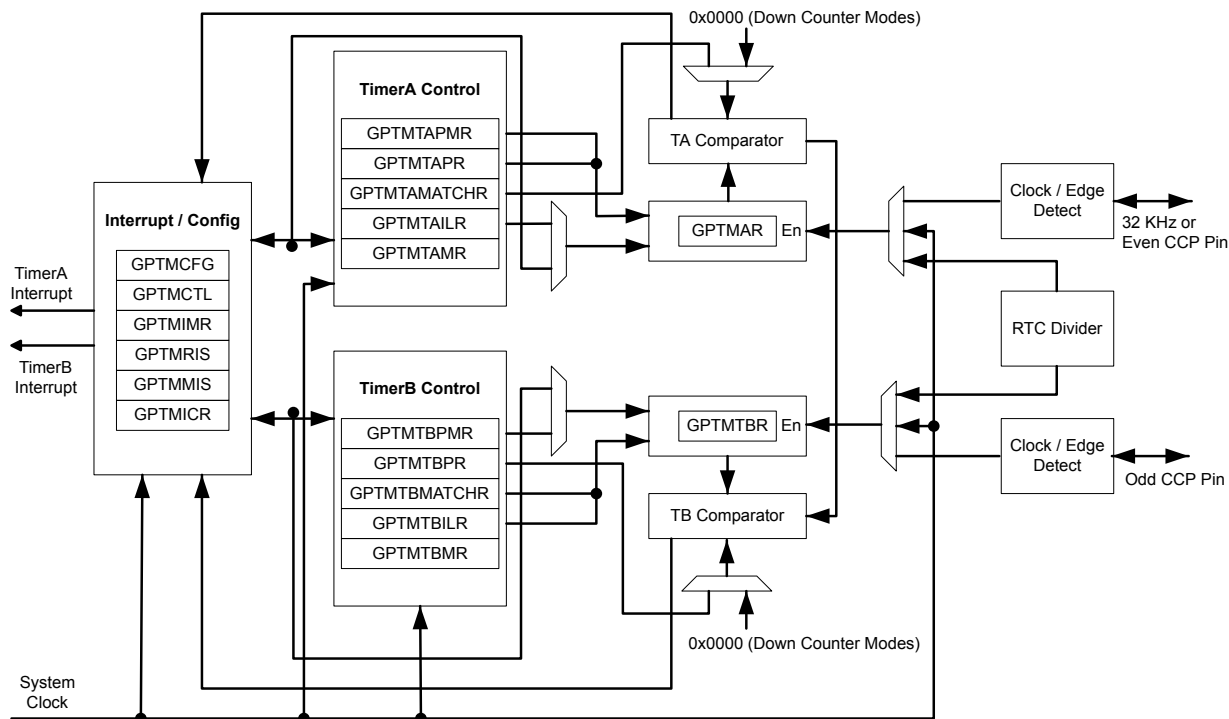 0x0000 (Down Counter Modes)
TimerA Control
GPTMTAPMR
GPTMTAPR
GPTMTAMATCHR
GPTMTAILR
GPTMTAMR
TA Comparator
GPTMAR
En
Clock / Edge
Detect
32 KHz or
Even CCP Pin
Interrupt / Config
GPTMCFG
GPTMCTL
GPTMIMR
GPTMRIS
GPTMMIS
GPTMICR
TimerA
Interrupt
TimerB
Interrupt
RTC Divider
TimerB Control
GPTMTBPMR
GPTMTBPR
GPTMTBMATCHR
GPTMTBILR
GPTMTBMR
GPTMTBR
En
TB Comparator
Clock / Edge
Detect
Odd CCP Pin
0x0000 (Down Counter Modes)
System
Clock